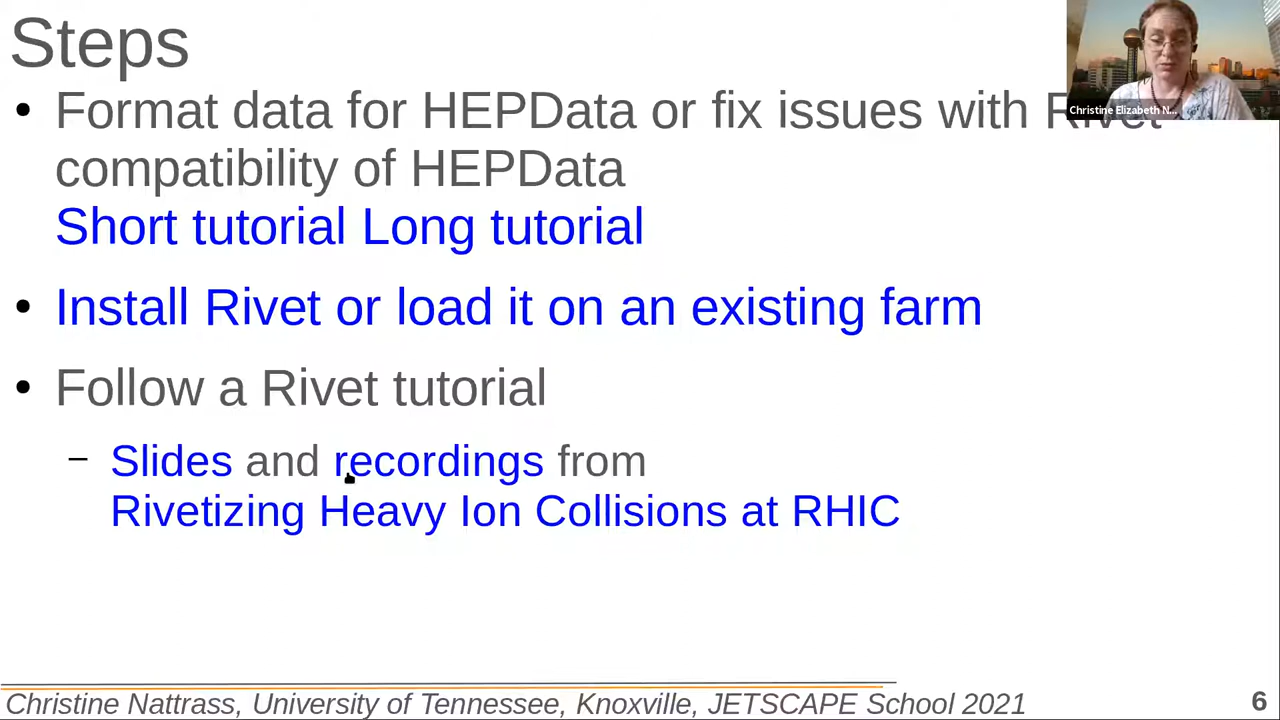 Steps
Christine Elizabeth N...
• Format data for HEPData or fix issues with Rivet
compatibility of HEPData
Short tutorial Long tutorial
• Install Rivet or load it on an existing farm
• Follow a Rivet tutorial
– Slides and recordings from
Rivetizing Heavy Ion Collisions at RHIC
Christine Nattrass, University of Tennessee, Knoxville, JETSCAPE School 2021
6